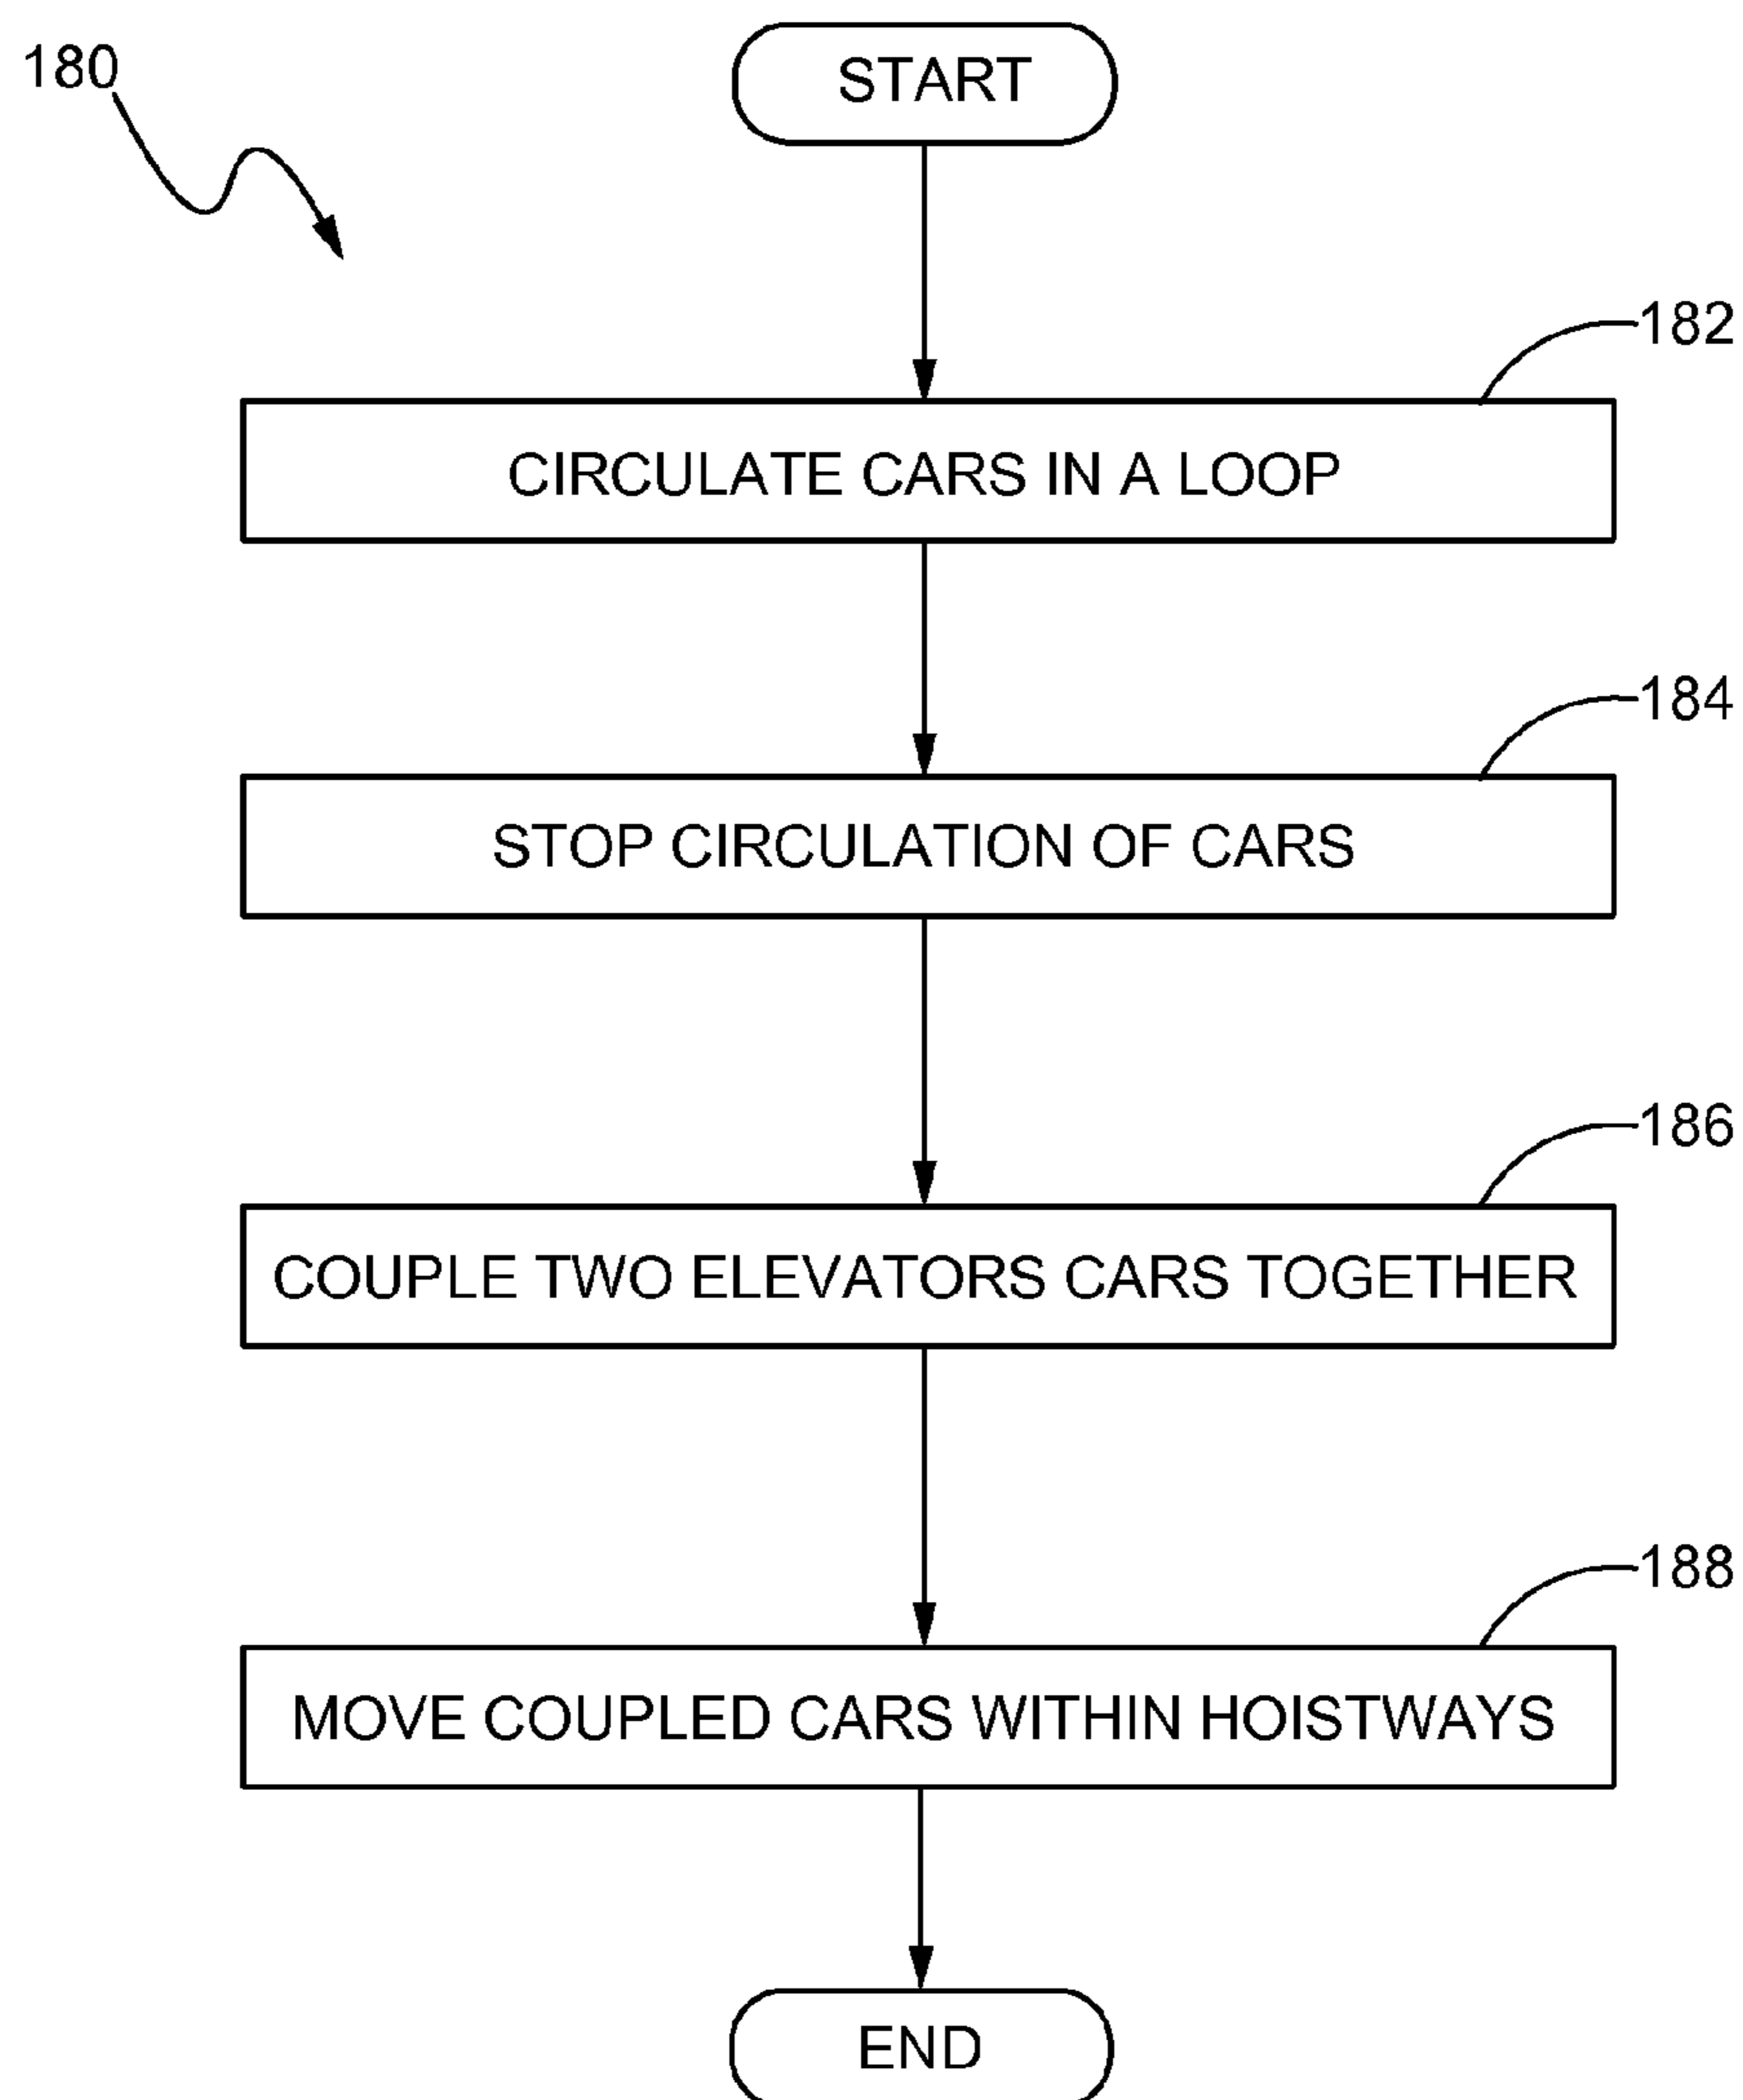 180
START
182
CIRCULATE CARS IN A LOOP
184
STOP CIRCULATION OF CARS
186
COUPLE TWO ELEVATORS CARS TOGETHER
188
MOVE COUPLED CARS WITHIN HOISTWAYS
END